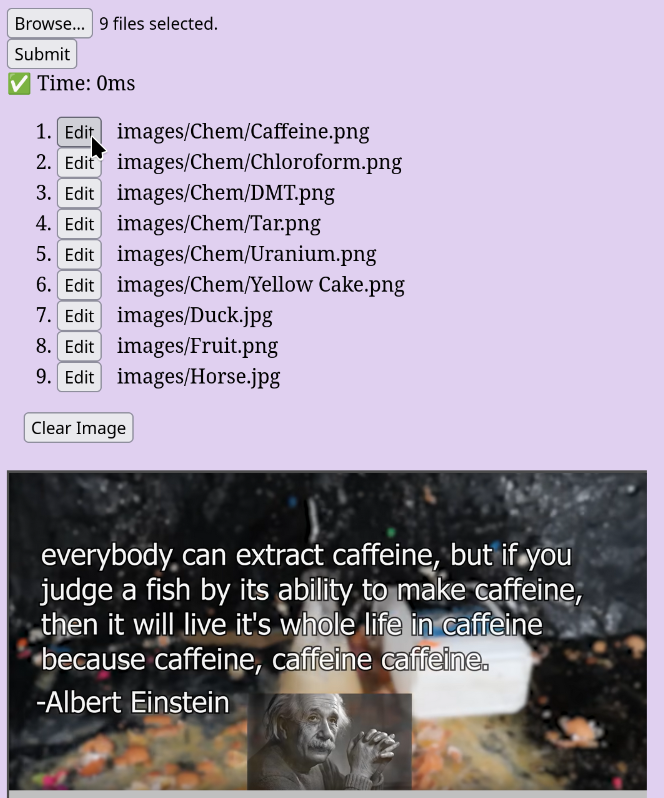 Browse... 9 files selected.
Submit
✅ Time: 0ms
1. Edit images/Chem/Caffeine.png
2. Edit images/Chem/Chloroform.png
3. Edit images/Chem/DMT.png
4. Edit images/Chem/Tar.png
5. Edit images/Chem/Uranium.png
6. Edit images/Chem/Yellow Cake.png
7. Edit images/Duck.jpg
8. Edit images/Fruit.png
9. Edit images/Horse.jpg
Clear Image
everybody can extract caffeine, but if you
judge a fish by its ability to make caffeine,
then it will live it's whole life in caffeine
because caffeine, caffeine caffeine.
-Albert Einstein